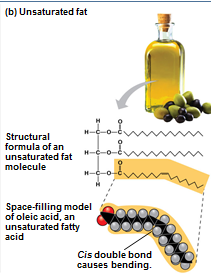 (b) Unsaturated fat
Structural
formula of an
unsaturated fat
molecule
H
O
H–C–O–C
O
H–C–O–C
O
H–C–O–C
H
Space-filling model
of oleic acid, an
unsaturated fatty
acid
Cis double bond
causes bending.